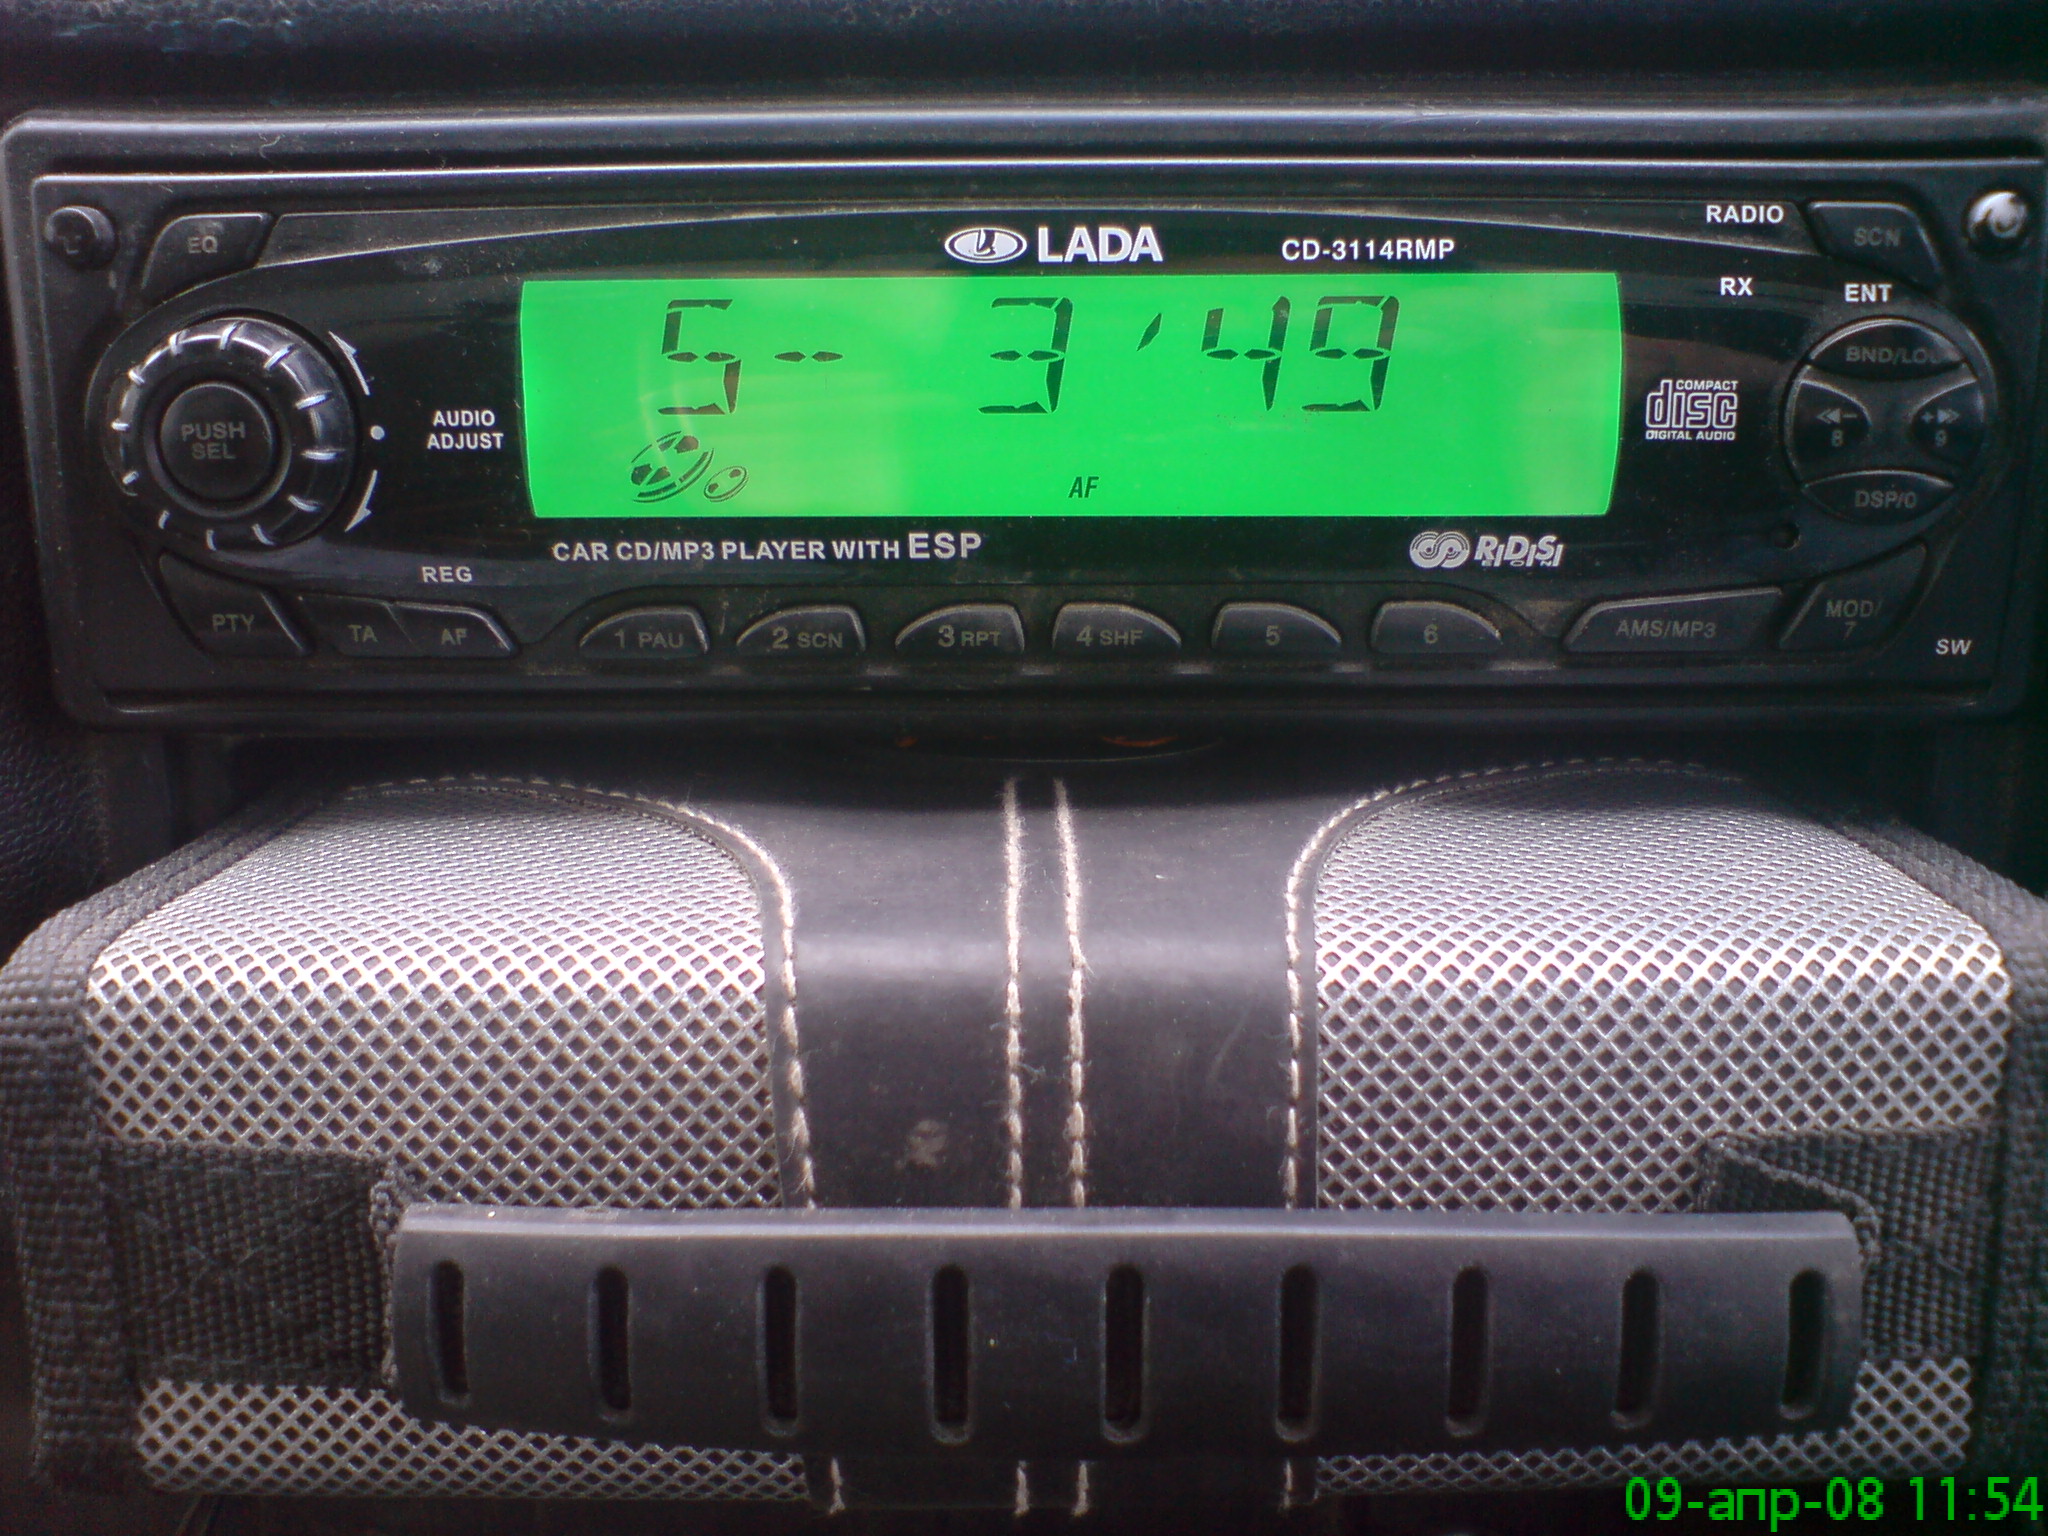 RADIO
EQ
LADA
CD-3114RMP
SCN
RX
ENT
5- 3'49
BND/LO
PUSH
SEL
AUDIO
ADJUST
COMPACT
disc
DIGITAL AUDIO
8
9
AF
DSP/0
CAR CD/MP3 PLAYER WITH ESP
RiDiSi
REG
PTY
TA
AF
1 PAU
2 SCN
3 RPT
4 SHF
5
6
AMS/MP3
MOD/
7
SW
09-апр-08 11:54